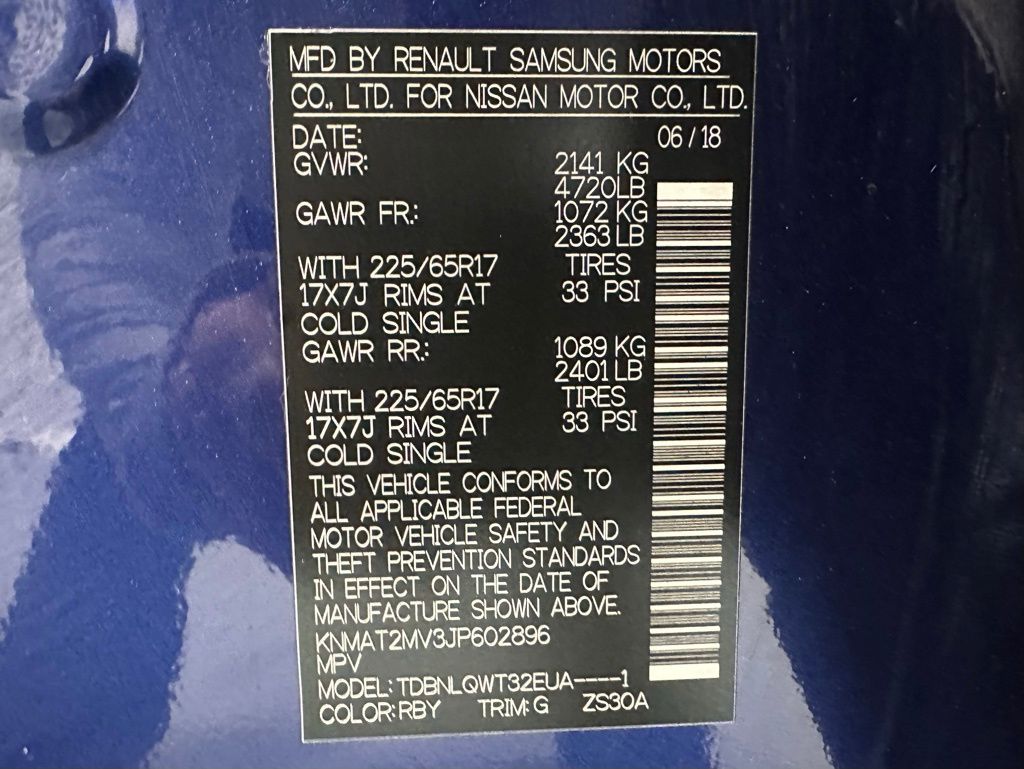 MFD BY RENAULT SAMSUNG MOTORS
CO., LTD. FOR NISSAN MOTOR CO., LTD.
DATE: 06 / 18
GVWR: 2141 KG
4720LB
GAWR FR.: 1072 KG
2363 LB
WITH 225/65R17 TIRES
17X7J RIMS AT 33 PSI
COLD SINGLE
GAWR RR.: 1089 KG
2401 LB
WITH 225/65R17 TIRES
17X7J RIMS AT 33 PSI
COLD SINGLE
THIS VEHICLE CONFORMS TO
ALL APPLICABLE FEDERAL
MOTOR VEHICLE SAFETY AND
THEFT PREVENTION STANDARDS
IN EFFECT ON THE DATE OF
MANUFACTURE SHOWN ABOVE.
KNMAT2MV3JP602896
MPV
MODEL: TDBNLQWT32EUA----1
COLOR: RBY TRIM: G ZS30A